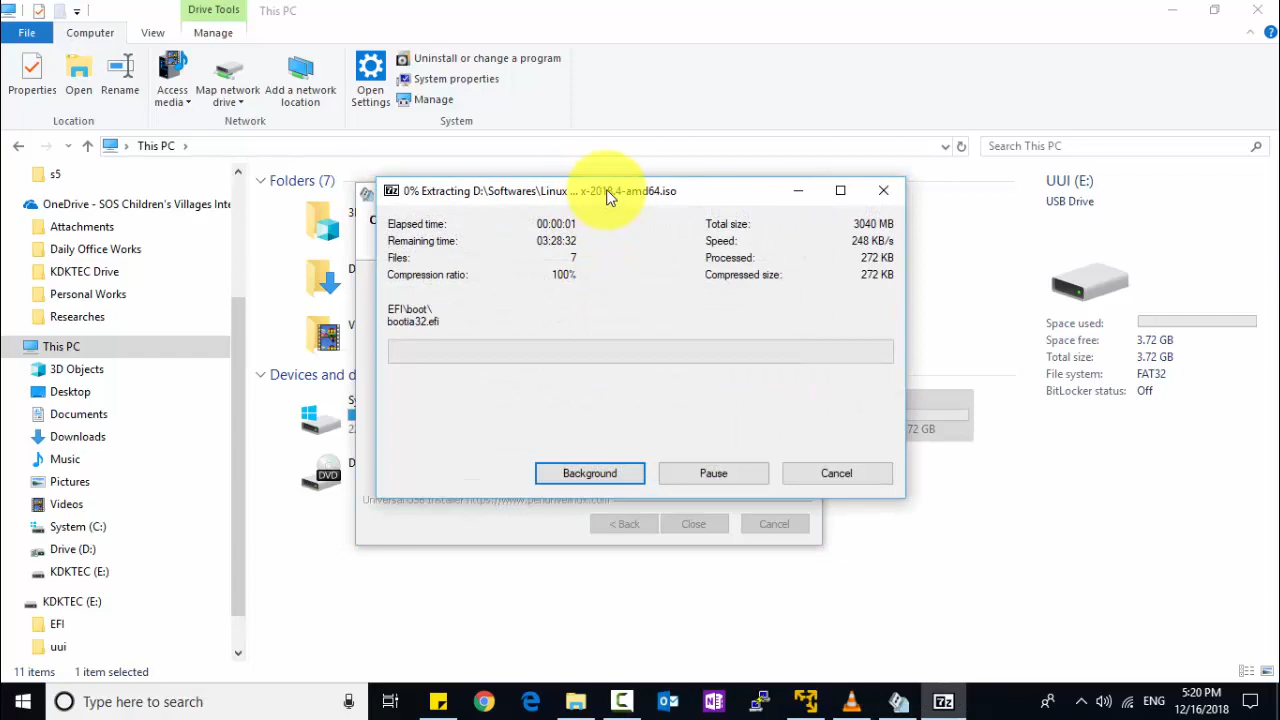 Drive Tools
This PC
File
Computer
View
Manage
Properties
Open
Rename
Access media
Map network drive
Add a network location
Open Settings
Uninstall or change a program
System properties
Manage
Location
Network
System
This PC
Search This PC
s5
OneDrive - SOS Children's Villages Inte
Attachments
Daily Office Works
KDKTEC Drive
Personal Works
Researches
This PC
3D Objects
Desktop
Documents
Downloads
Music
Pictures
Videos
System (C:)
Drive (D:)
KDKTEC (E:)
KDKTEC (E:)
EFI
uui
Folders (7)
Devices and d
0% Extracting D:\Softwares\Linux ... x-2018.4-amd64.iso
Elapsed time: 00:00:01
Total size: 3040 MB
Remaining time: 03:28:32
Speed: 248 KB/s
Files: 7
Processed: 272 KB
Compression ratio: 100%
Compressed size: 272 KB
EFI\boot\
bootia32.efi
Background
Pause
Cancel
.72 GB
< Back
Close
Cancel
UUI (E:)
USB Drive
Space used:
Space free: 3.72 GB
Total size: 3.72 GB
File system: FAT32
BitLocker status: Off
11 items
1 item selected
Type here to search
ENG
5:20 PM
12/16/2018